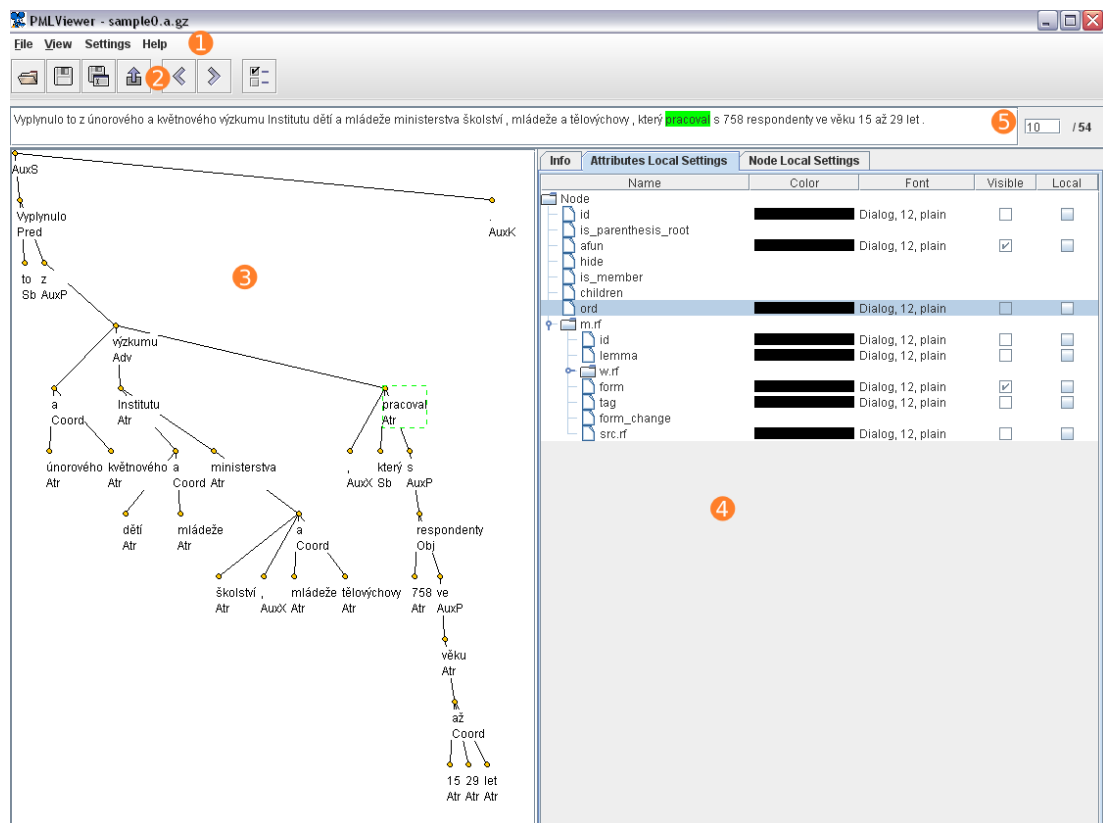 PMLViewer - sample0.a.gz
File View Settings Help 1
2
Vyplynulo to z únorového a květnového výzkumu Institutu dětí a mládeže ministerstva školství , mládeže a tělovýchovy , který pracoval s 758 respondenty ve věku 15 až 29 let . 5 10 / 54
Info Attributes Local Settings Node Local Settings
Name Color Font Visible Local
Node
id Dialog, 12, plain
is_parenthesis_root
afun Dialog, 12, plain
hide
is_member
children
ord Dialog, 12, plain
m.rf
id Dialog, 12, plain
lemma Dialog, 12, plain
w.rf
form Dialog, 12, plain
tag Dialog, 12, plain
form_change
src.rf Dialog, 12, plain
4
AuxS
Vyplynulo .
Pred AuxK
3
to z
Sb AuxP
výzkumu
Adv
a Institutu pracoval
Coord Atr Atr
únorového květnového a ministerstva , který s
Atr Atr Coord Atr AuxX Sb AuxP
dětí mládeže a respondenty
Atr Atr Coord Obj
školství , mládeže tělovýchovy 758 ve
Atr AuxX Atr Atr Atr AuxP
věku
Atr
až
Coord
15 29 let
Atr Atr Atr